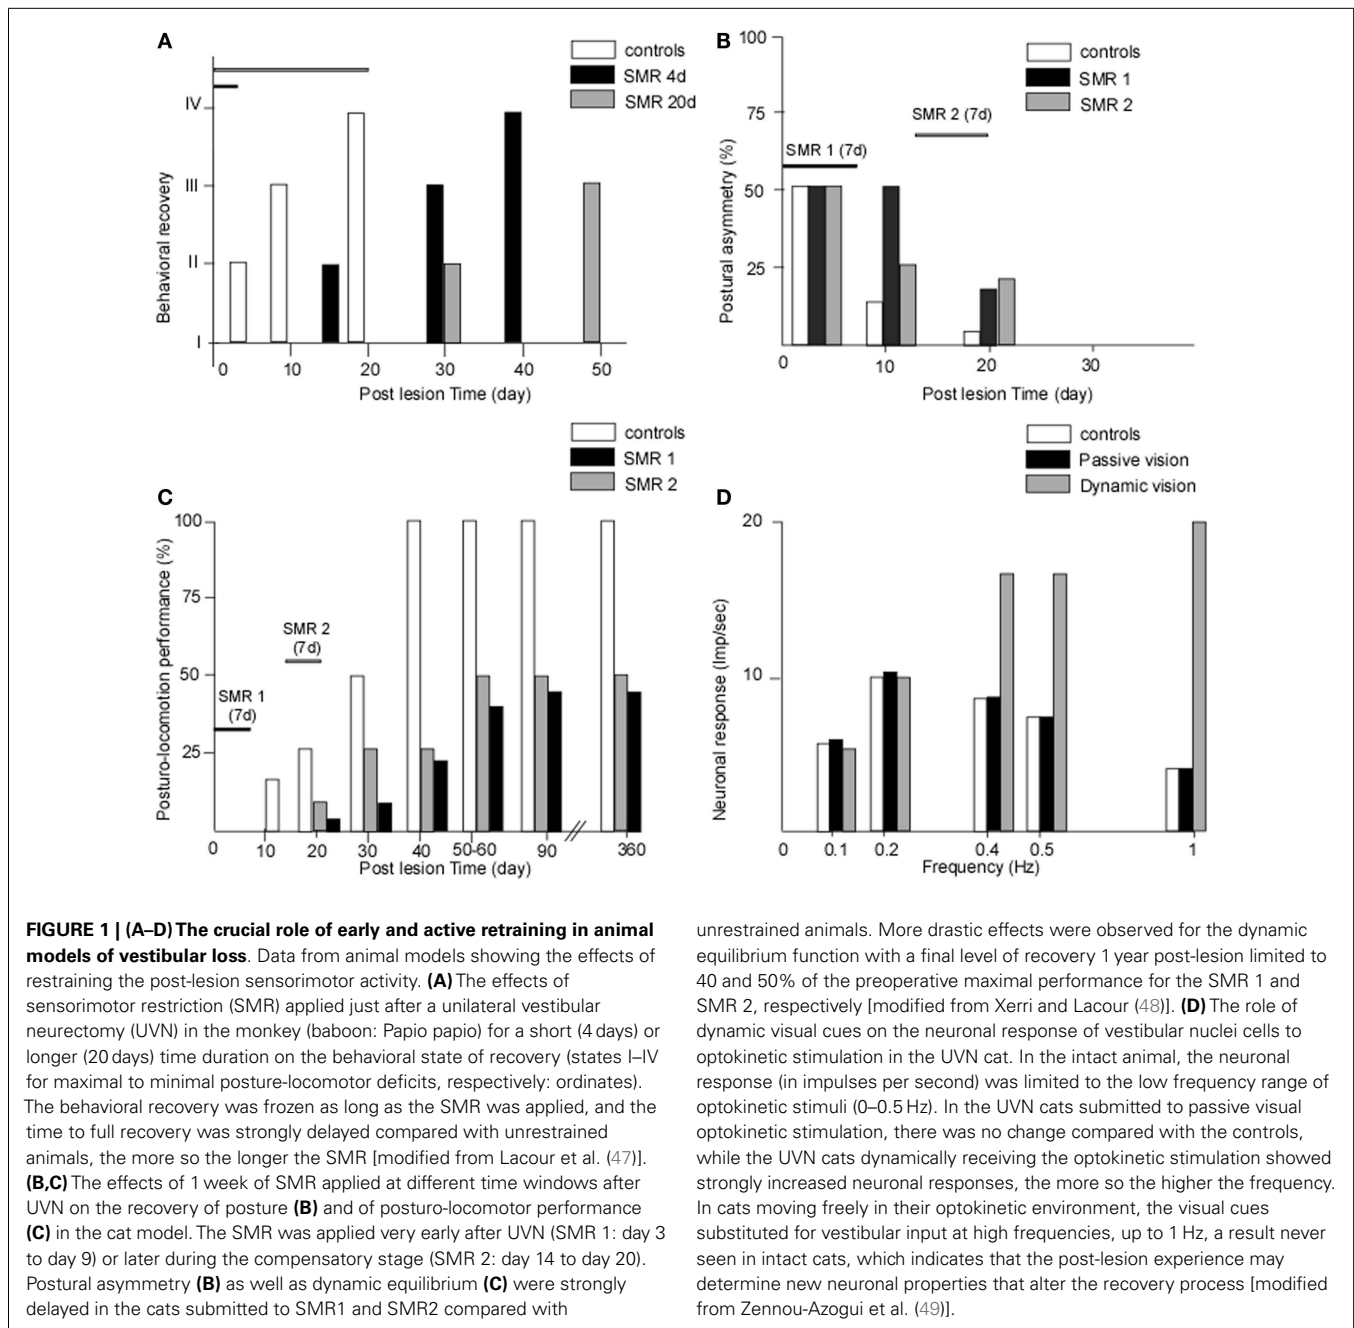 A
controls
SMR 4d
SMR 20d
Behavioral recovery
IV
III
II
I
0 10 20 30 40 50
Post lesion Time (day)
B
controls
SMR 1
SMR 2
Postural asymmetry (%)
100
75
50
25
SMR 1 (7d)
SMR 2 (7d)
0 10 20 30
Post lesion Time (day)
C
controls
SMR 1
SMR 2
Posturo-locomotion performance (%)
100
75
50
25
SMR 1
(7d)
SMR 2
(7d)
0 10 20 30 40 50-60 90 360
Post lesion Time (day)
D
controls
Passive vision
Dynamic vision
Neuronal response (Imp/sec)
20
10
0 0.1 0.2 0.4 0.5 1
Frequency (Hz)
FIGURE 1 | (A–D) The crucial role of early and active retraining in animal
models of vestibular loss. Data from animal models showing the effects of
restraining the post-lesion sensorimotor activity. (A) The effects of
sensorimotor restriction (SMR) applied just after a unilateral vestibular
neurectomy (UVN) in the monkey (baboon: Papio papio) for a short (4 days) or
longer (20 days) time duration on the behavioral state of recovery (states I–IV
for maximal to minimal posture-locomotor deficits, respectively: ordinates).
The behavioral recovery was frozen as long as the SMR was applied, and the
time to full recovery was strongly delayed compared with unrestrained
animals, the more so the longer the SMR [modified from Lacour et al. (47)].
(B,C) The effects of 1 week of SMR applied at different time windows after
UVN on the recovery of posture (B) and of posturo-locomotor performance
(C) in the cat model. The SMR was applied very early after UVN (SMR 1: day 3
to day 9) or later during the compensatory stage (SMR 2: day 14 to day 20).
Postural asymmetry (B) as well as dynamic equilibrium (C) were strongly
delayed in the cats submitted to SMR1 and SMR2 compared with
unrestrained animals. More drastic effects were observed for the dynamic
equilibrium function with a final level of recovery 1 year post-lesion limited to
40 and 50% of the preoperative maximal performance for the SMR 1 and
SMR 2, respectively [modified from Xerri and Lacour (48)]. (D) The role of
dynamic visual cues on the neuronal response of vestibular nuclei cells to
optokinetic stimulation in the UVN cat. In the intact animal, the neuronal
response (in impulses per second) was limited to the low frequency range of
optokinetic stimuli (0–0.5 Hz). In the UVN cats submitted to passive visual
optokinetic stimulation, there was no change compared with the controls,
while the UVN cats dynamically receiving the optokinetic stimulation showed
strongly increased neuronal responses, the more so the higher the frequency.
In cats moving freely in their optokinetic environment, the visual cues
substituted for vestibular input at high frequencies, up to 1 Hz, a result never
seen in intact cats, which indicates that the post-lesion experience may
determine new neuronal properties that alter the recovery process [modified
from Zennou-Azogui et al. (49)].